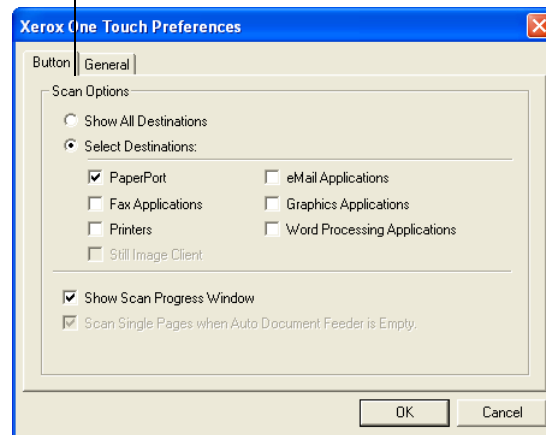 Xerox One Touch Preferences
Button General
Scan Options
Show All Destinations
Select Destinations:
PaperPort eMail Applications
Fax Applications Graphics Applications
Printers Word Processing Applications
Still Image Client
Show Scan Progress Window
Scan Single Pages when Auto Document Feeder is Empty.
OK Cancel